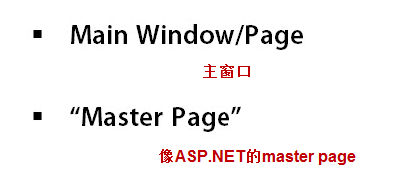 ▪ Main Window/Page
主窗口
▪ “Master Page”
像ASP.NET的master page